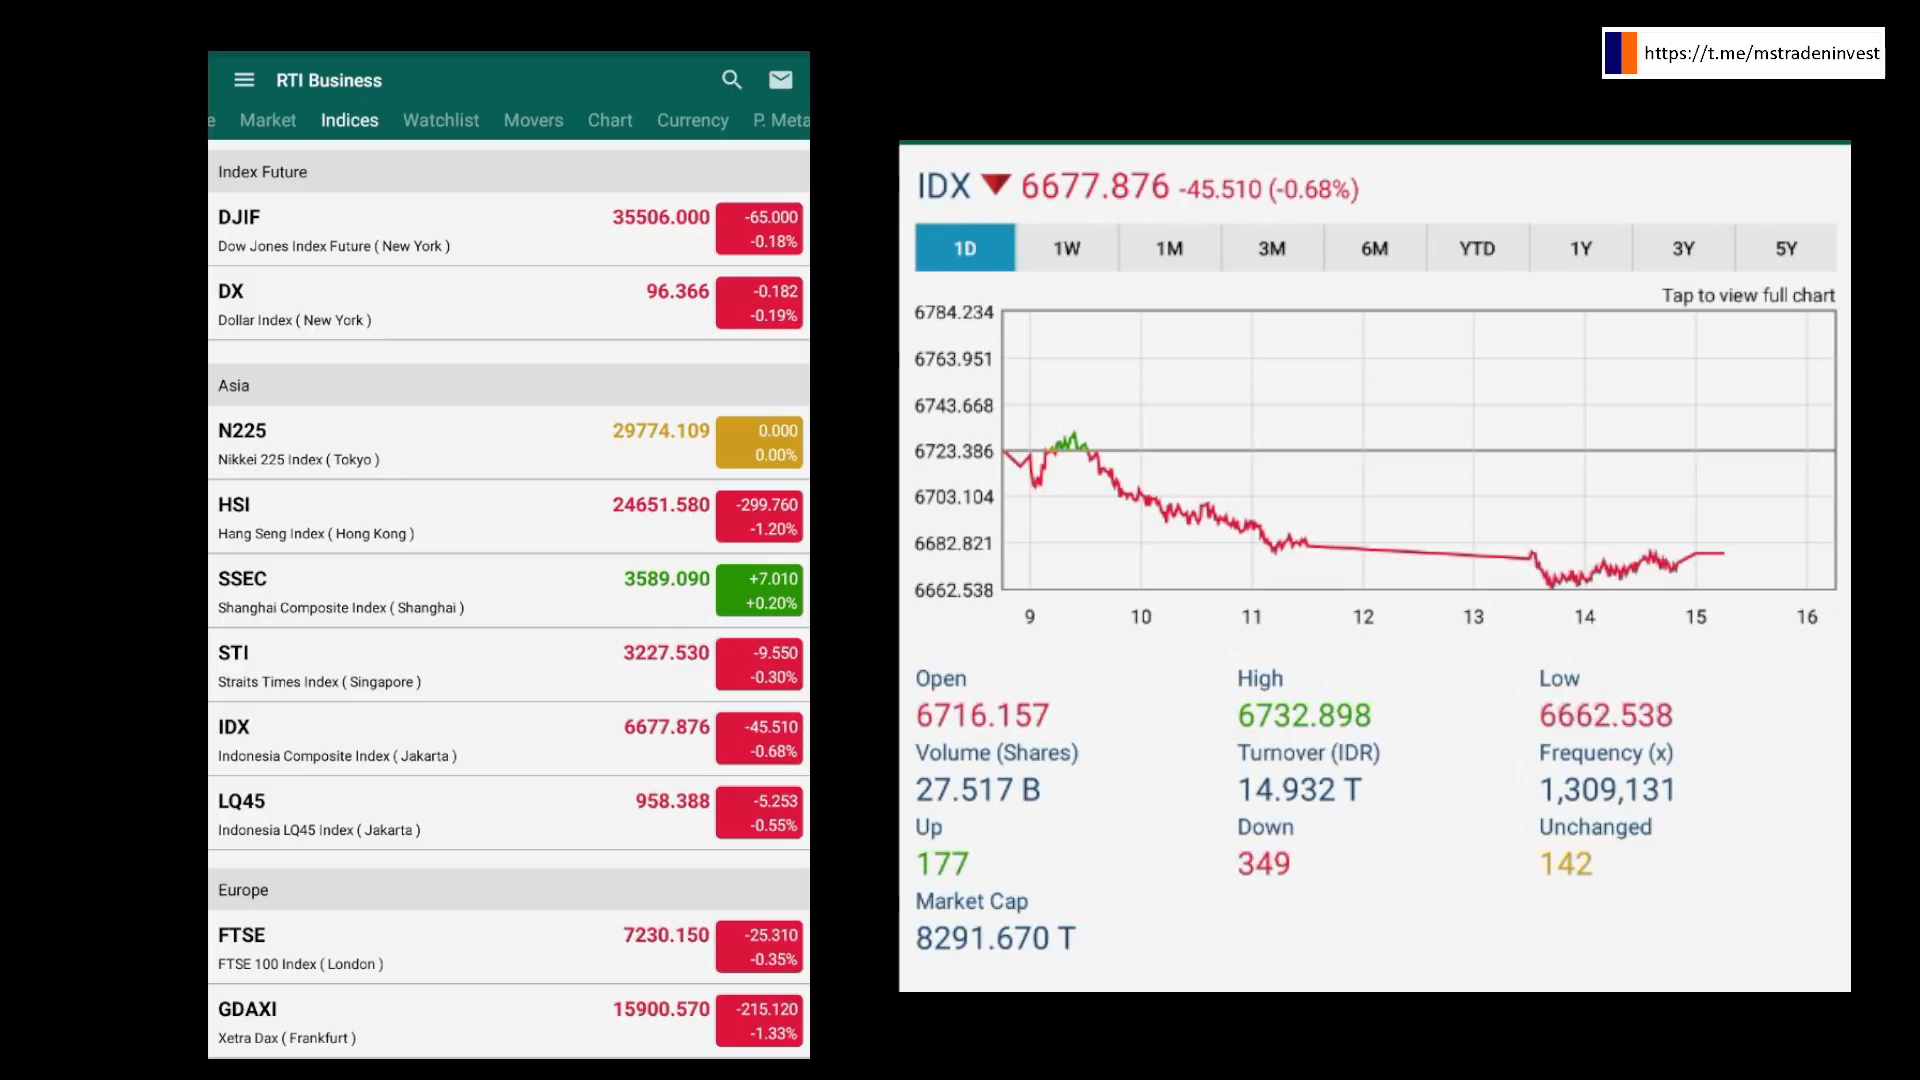 https://t.me/mstradeninvest
RTI Business
Market Indices Watchlist Movers Chart Currency P. Meta
Index Future
DJIF 35506.000 -65.000
Dow Jones Index Future ( New York ) -0.18%
DX 96.366 -0.182
Dollar Index ( New York ) -0.19%
Asia
N225 29774.109 0.000
Nikkei 225 Index ( Tokyo ) 0.00%
HSI 24651.580 -299.760
Hang Seng Index ( Hong Kong ) -1.20%
SSEC 3589.090 +7.010
Shanghai Composite Index ( Shanghai ) +0.20%
STI 3227.530 -9.550
Straits Times Index ( Singapore ) -0.30%
IDX 6677.876 -45.510
Indonesia Composite Index ( Jakarta ) -0.68%
LQ45 958.388 -5.253
Indonesia LQ45 Index ( Jakarta ) -0.55%
Europe
FTSE 7230.150 -25.310
FTSE 100 Index ( London ) -0.35%
GDAXI 15900.570 -215.120
Xetra Dax ( Frankfurt ) -1.33%
IDX 6677.876 -45.510 (-0.68%)
1D 1W 1M 3M 6M YTD 1Y 3Y 5Y
Tap to view full chart
6784.234
6763.951
6743.668
6723.386
6703.104
6682.821
6662.538
9 10 11 12 13 14 15 16
Open High Low
6716.157 6732.898 6662.538
Volume (Shares) Turnover (IDR) Frequency (x)
27.517 B 14.932 T 1,309,131
Up Down Unchanged
177 349 142
Market Cap
8291.670 T